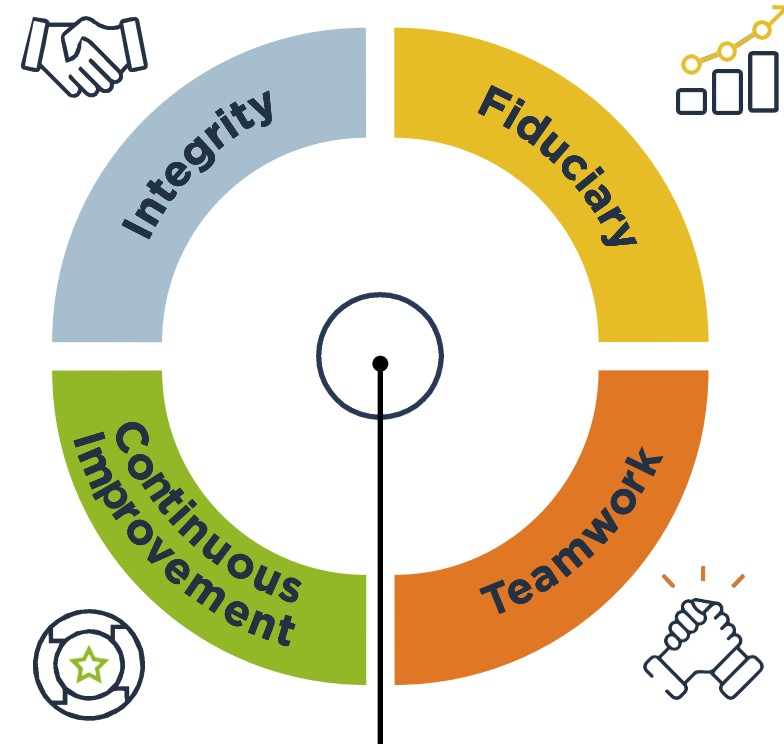 Integrity
Fiduciary
Continuous
Improvement
Teamwork